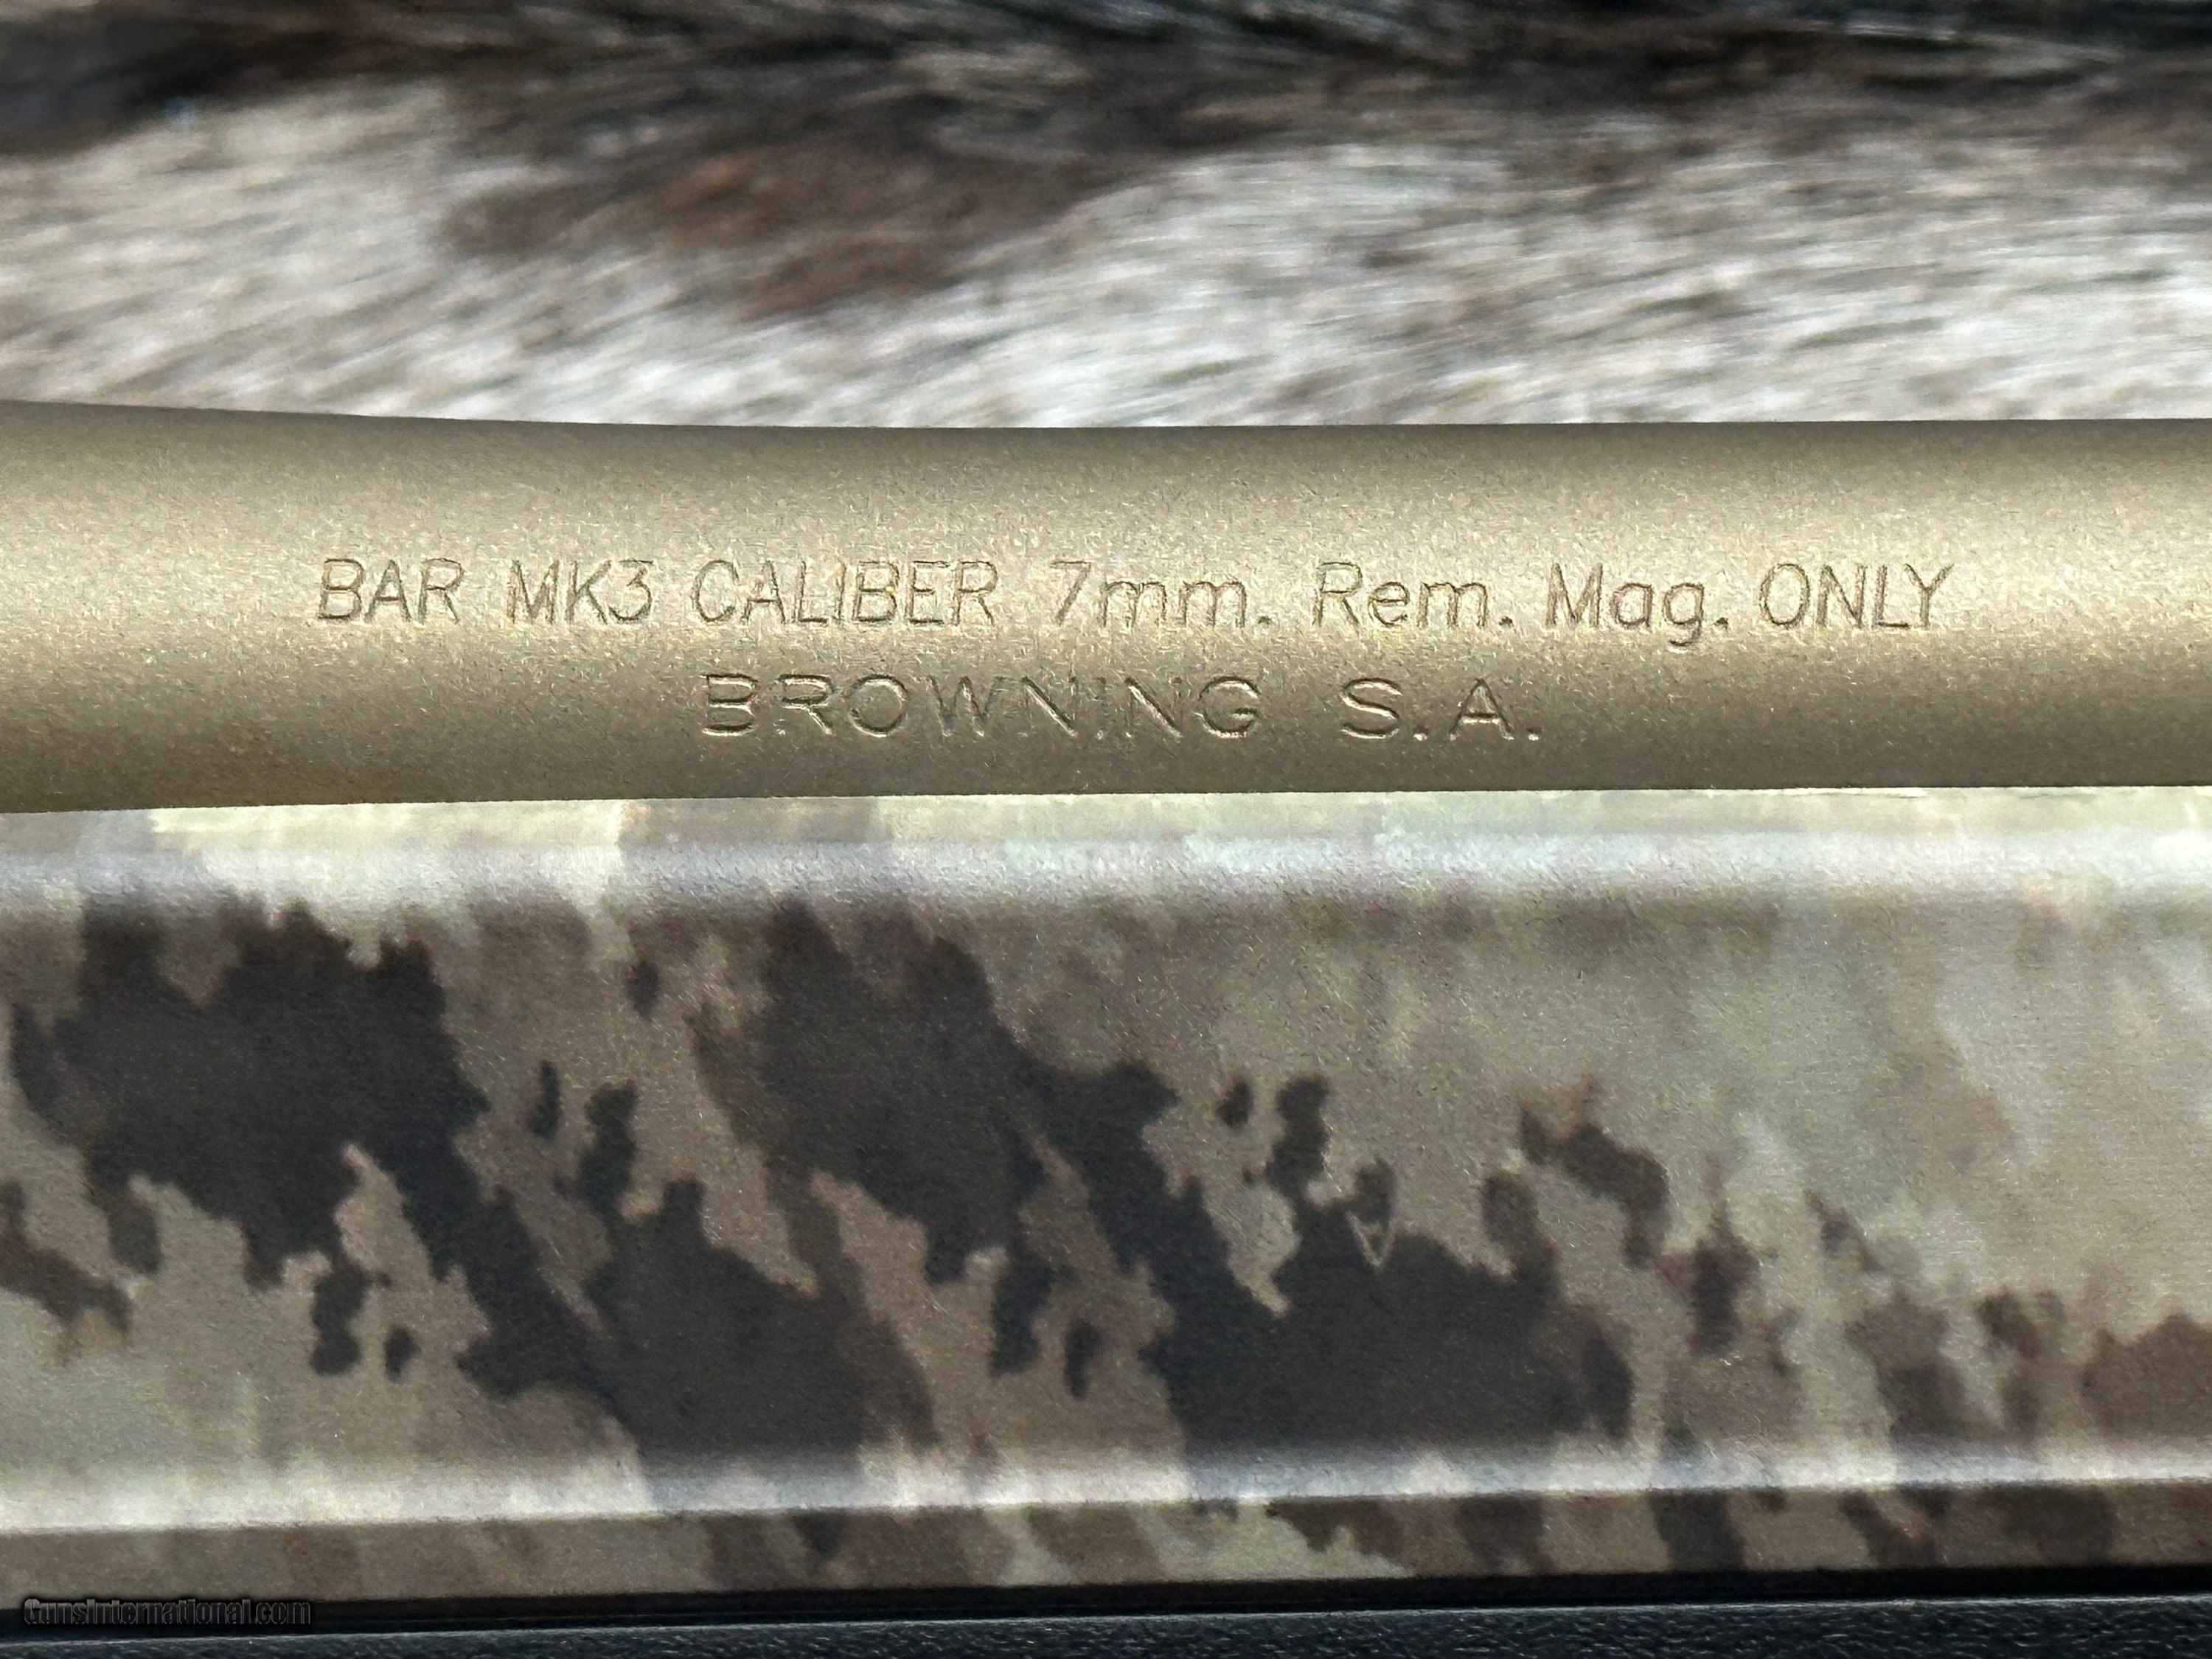 BAR MK3 CALIBER 7mm. Rem. Mag. ONLY
BROWNING S.A.
GunsInternational.com